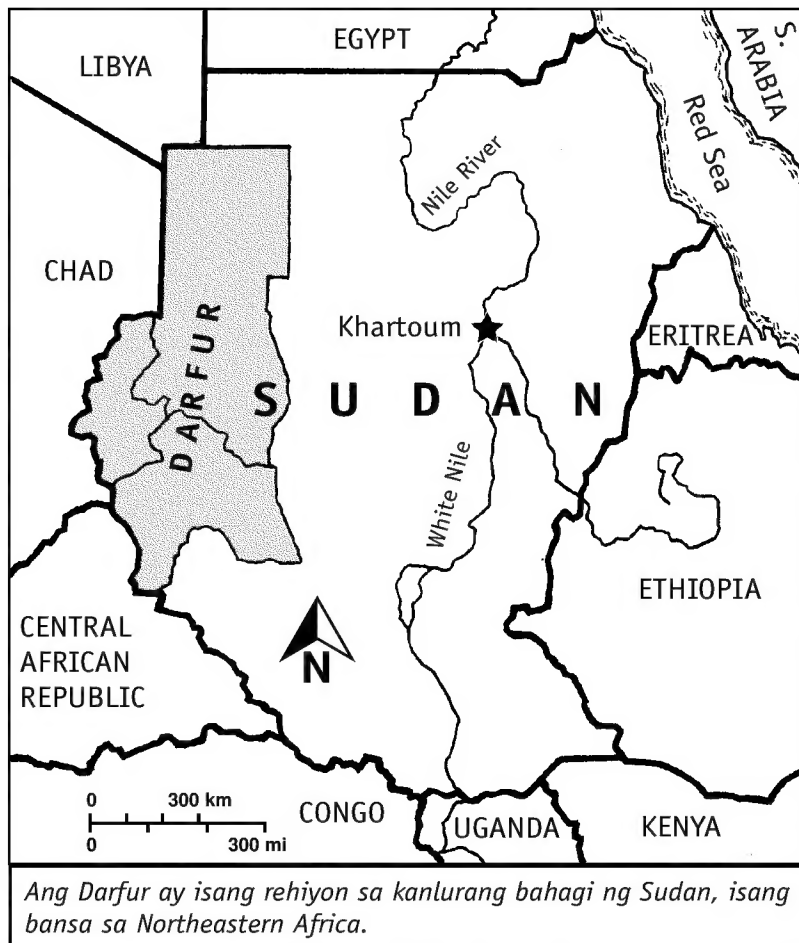 EGYPT
LIBYA
S. ARABIA
Red Sea
Nile River
CHAD
Khartoum
ERITREA
DARFUR
SUDAN
White Nile
ETHIOPIA
CENTRAL
AFRICAN
REPUBLIC
N
0 300 km
0 300 mi
CONGO
UGANDA
KENYA
Ang Darfur ay isang rehiyon sa kanlurang bahagi ng Sudan, isang
bansa sa Northeastern Africa.